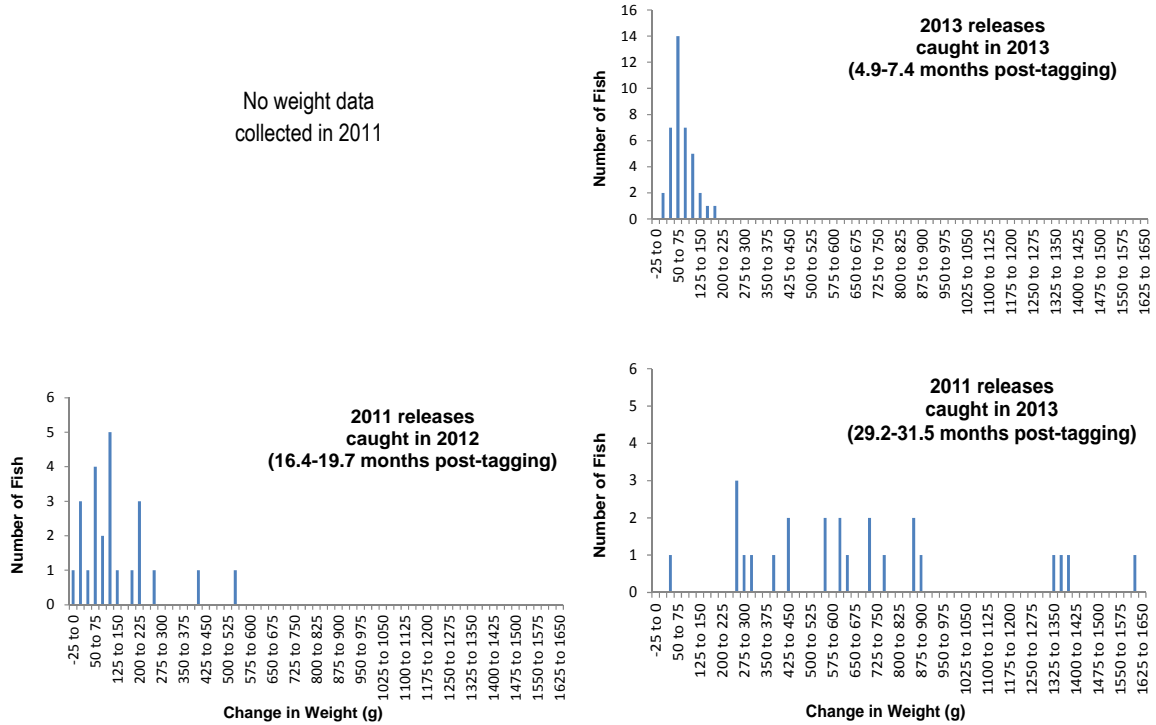 No weight data
collected in 2011
16
14
12
10
8
6
4
2
0
Number of Fish
2013 releases
caught in 2013
(4.9-7.4 months post-tagging)
-25 to 0
50 to 75
125 to 150
200 to 225
275 to 300
350 to 375
425 to 450
500 to 525
575 to 600
650 to 675
725 to 750
800 to 825
875 to 900
950 to 975
1025 to 1050
1100 to 1125
1175 to 1200
1250 to 1275
1325 to 1350
1400 to 1425
1475 to 1500
1550 to 1575
1625 to 1650
6
5
4
3
2
1
0
Number of Fish
2011 releases
caught in 2012
(16.4-19.7 months post-tagging)
-25 to 0
50 to 75
125 to 150
200 to 225
275 to 300
350 to 375
425 to 450
500 to 525
575 to 600
650 to 675
725 to 750
800 to 825
875 to 900
950 to 975
1025 to 1050
1100 to 1125
1175 to 1200
1250 to 1275
1325 to 1350
1400 to 1425
1475 to 1500
1550 to 1575
1625 to 1650
Change in Weight (g)
6
5
4
3
2
1
0
Number of Fish
2011 releases
caught in 2013
(29.2-31.5 months post-tagging)
-25 to 0
50 to 75
125 to 150
200 to 225
275 to 300
350 to 375
425 to 450
500 to 525
575 to 600
650 to 675
725 to 750
800 to 825
875 to 900
950 to 975
1025 to 1050
1100 to 1125
1175 to 1200
1250 to 1275
1325 to 1350
1400 to 1425
1475 to 1500
1550 to 1575
1625 to 1650
Change in Weight (g)